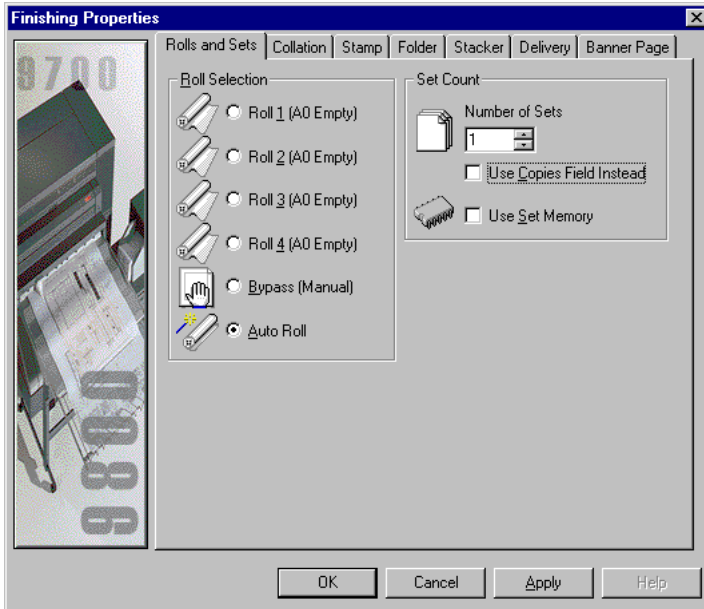 Finishing Properties
9700
9800
Rolls and Sets Collation Stamp Folder Stacker Delivery Banner Page
Roll Selection
Roll 1 (A0 Empty)
Roll 2 (A0 Empty)
Roll 3 (A0 Empty)
Roll 4 (A0 Empty)
Bypass (Manual)
Auto Roll
Set Count
Number of Sets
1
Use Copies Field Instead
Use Set Memory
OK Cancel Apply Help